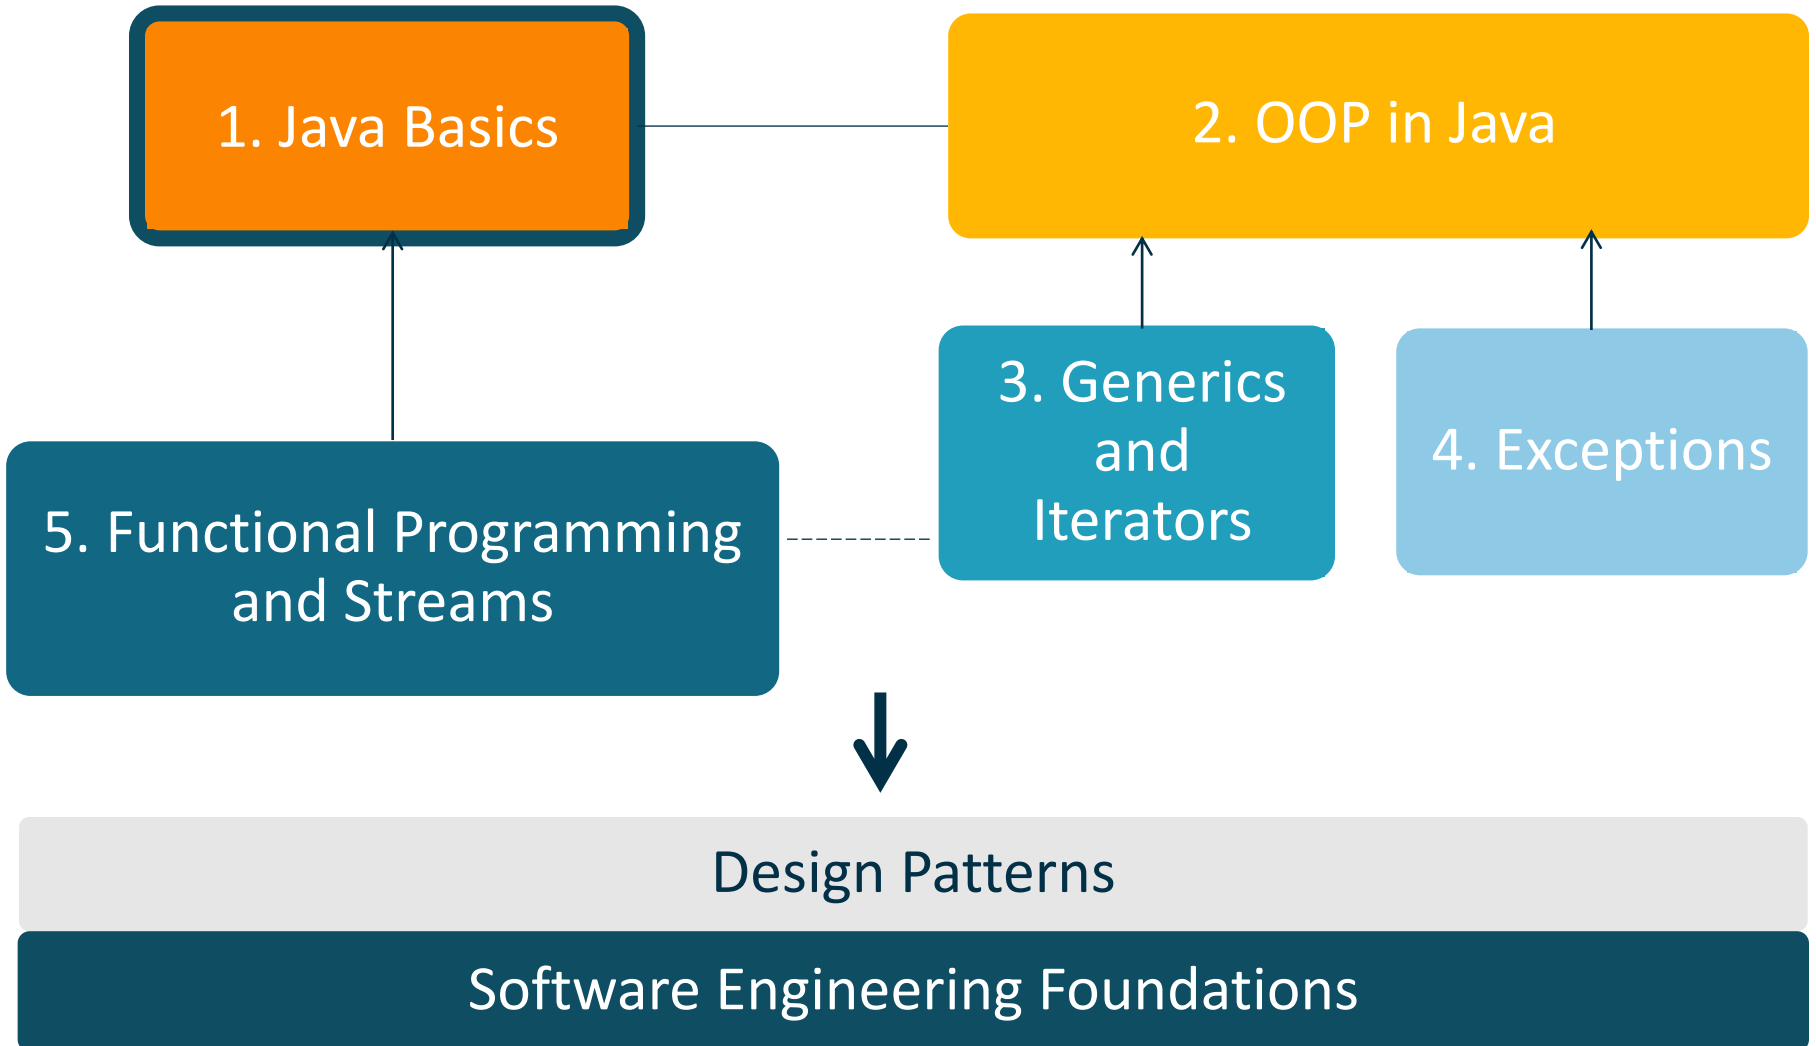 1. Java Basics
2. OOP in Java
3. Generics
and
Iterators
4. Exceptions
5. Functional Programming
and Streams
Design Patterns
Software Engineering Foundations